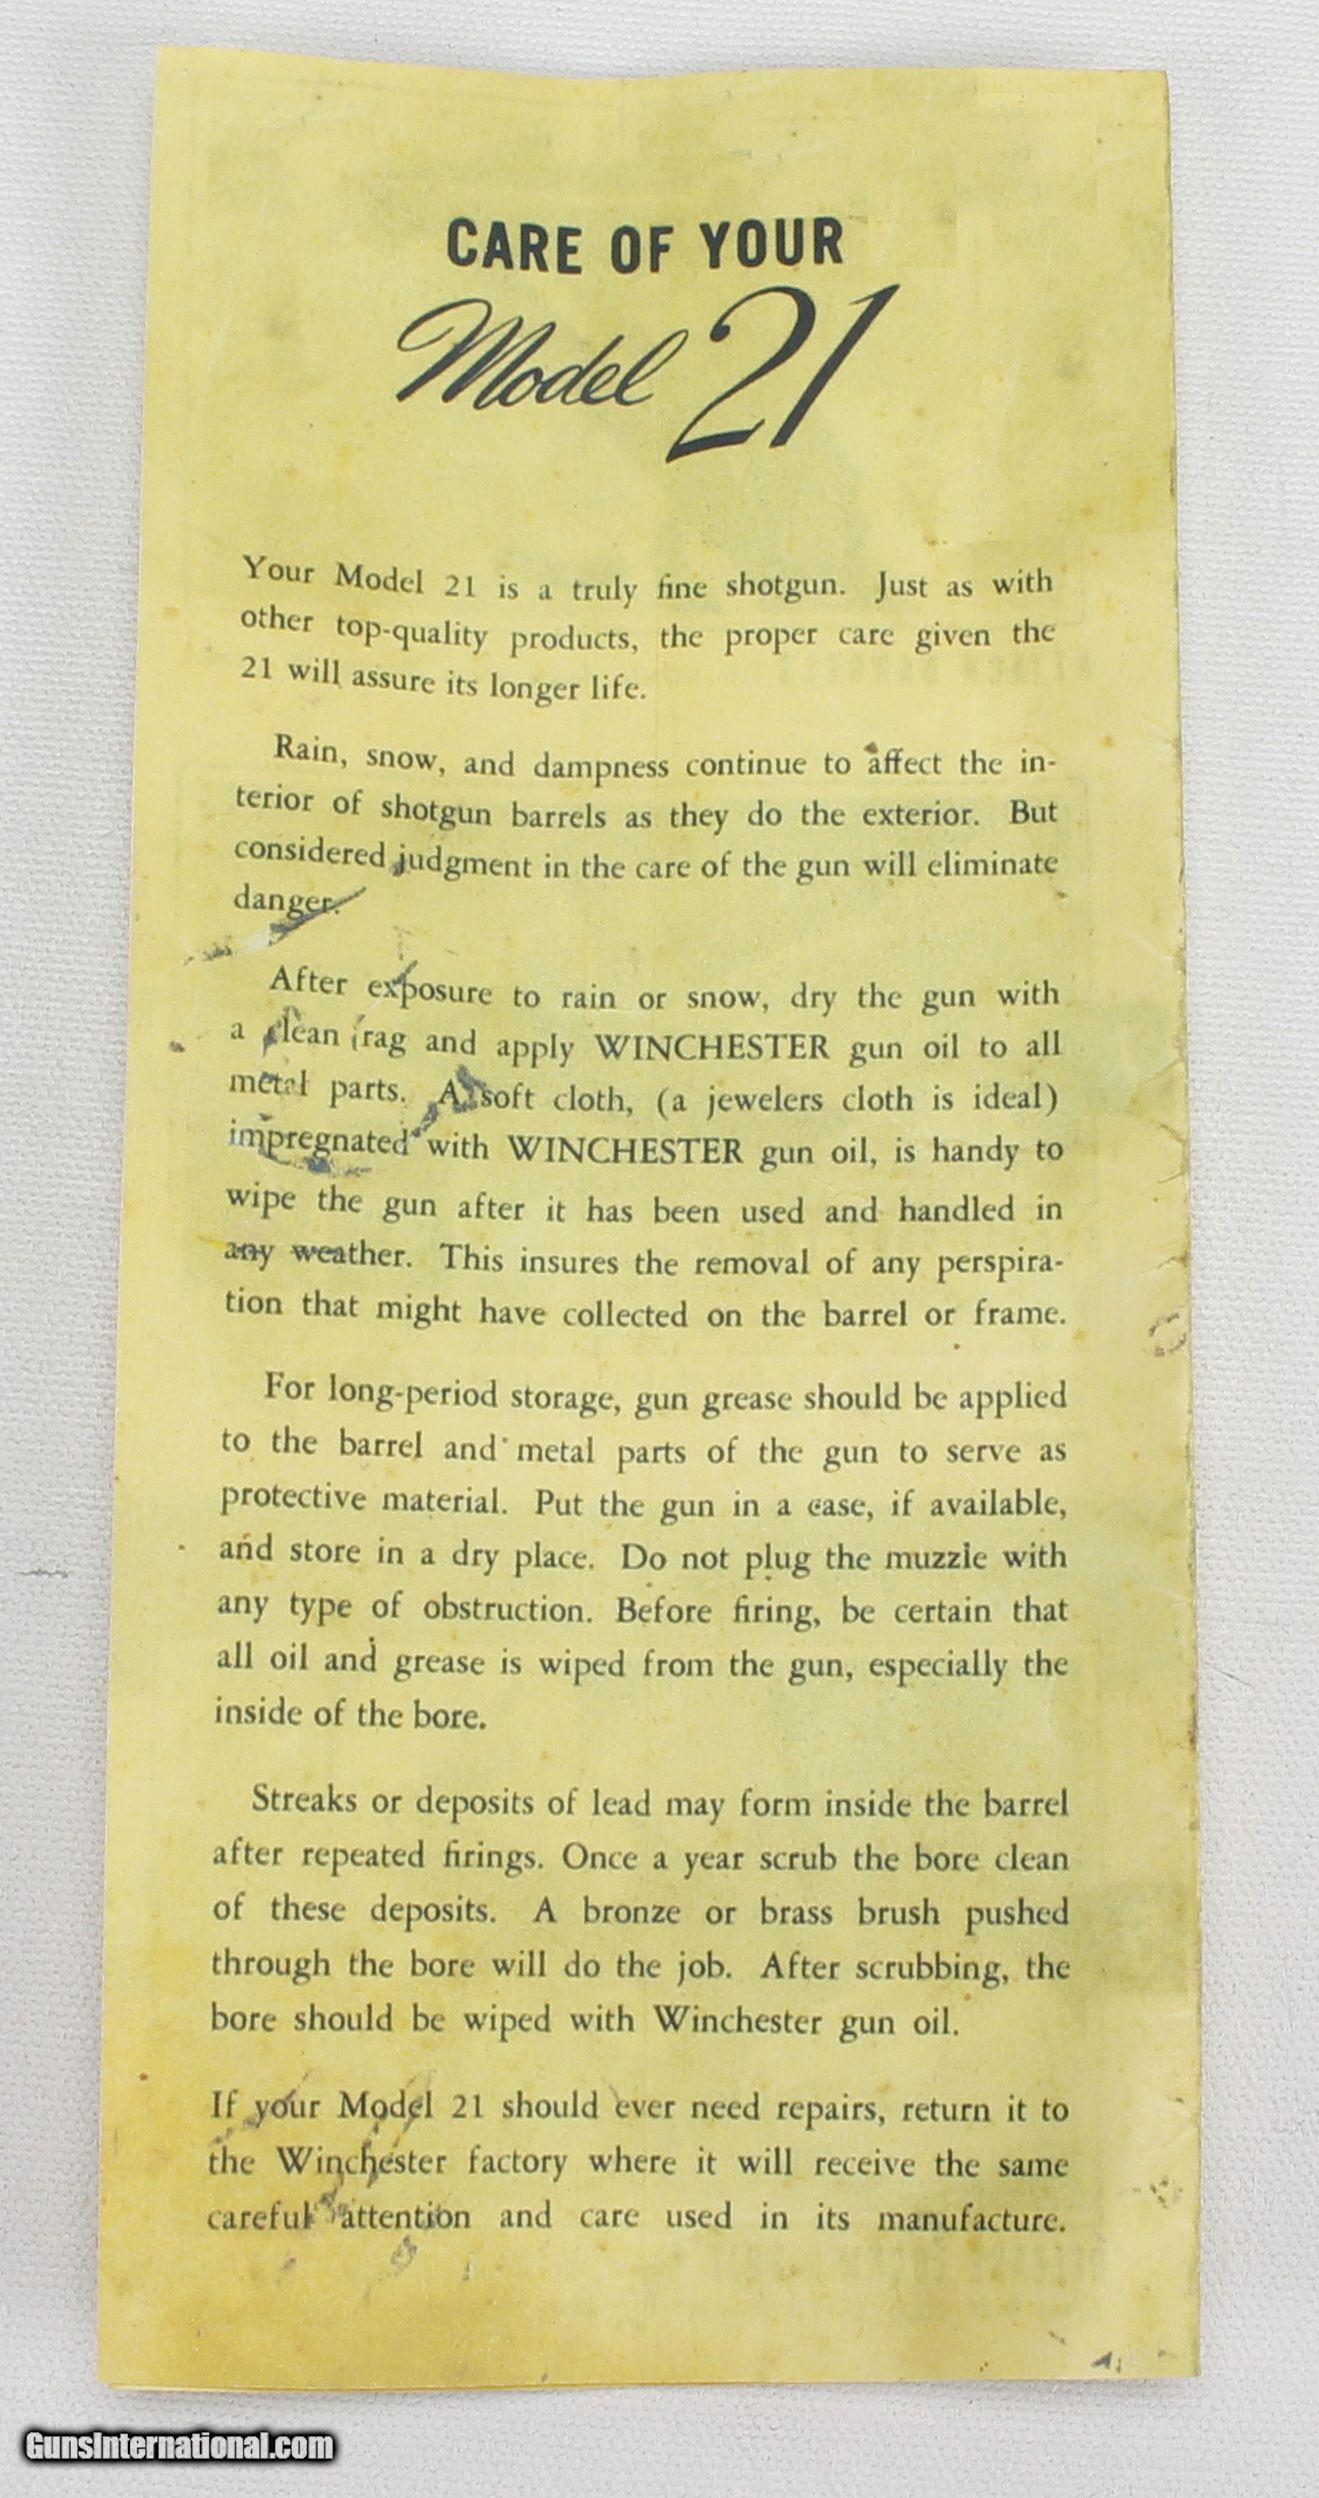 CARE OF YOUR
Model 21
Your Model 21 is a truly fine shotgun. Just as with
other top-quality products, the proper care given the
21 will assure its longer life.
Rain, snow, and dampness continue to affect the in-
terior of shotgun barrels as they do the exterior. But
considered judgment in the care of the gun will eliminate
danger.
After exposure to rain or snow, dry the gun with
a clean rag and apply WINCHESTER gun oil to all
metal parts. A soft cloth, (a jewelers cloth is ideal)
impregnated with WINCHESTER gun oil, is handy to
wipe the gun after it has been used and handled in
any weather. This insures the removal of any perspira-
tion that might have collected on the barrel or frame.
For long-period storage, gun grease should be applied
to the barrel and metal parts of the gun to serve as
protective material. Put the gun in a case, if available,
and store in a dry place. Do not plug the muzzle with
any type of obstruction. Before firing, be certain that
all oil and grease is wiped from the gun, especially the
inside of the bore.
Streaks or deposits of lead may form inside the barrel
after repeated firings. Once a year scrub the bore clean
of these deposits. A bronze or brass brush pushed
through the bore will do the job. After scrubbing, the
bore should be wiped with Winchester gun oil.
If your Model 21 should ever need repairs, return it to
the Winchester factory where it will receive the same
careful attention and care used in its manufacture.
GunsInternational.com